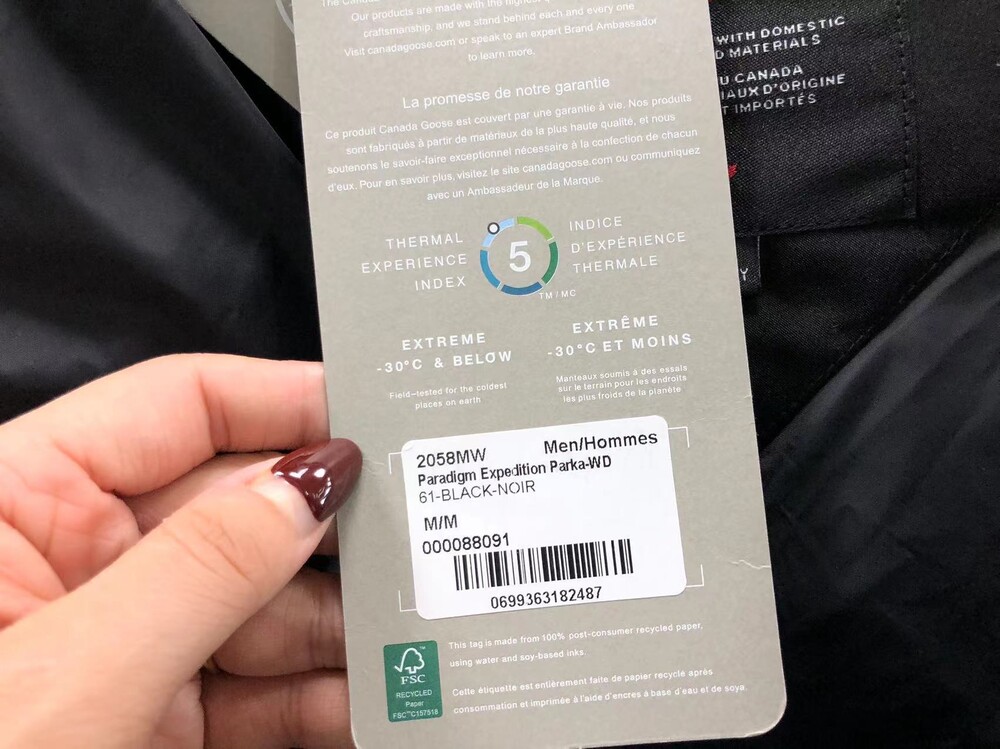 The Canada
Our products are made with the highest
craftsmanship, and we stand behind each and every one
Visit canadagoose.com or speak to an expert Brand Ambassador
to learn more.
La promesse de notre garantie
Ce produit Canada Goose est couvert par une garantie à vie. Nos produits
sont fabriqués à partir de matériaux de la plus haute qualité, et nous
soutenons le savoir-faire exceptionnel nécessaire à la confection de chacun
d'eux. Pour en savoir plus, visitez le site canadagoose.com ou communiquez
avec un Ambassadeur de la Marque.
THERMAL
EXPERIENCE
INDEX
5
INDICE
D'EXPÉRIENCE
THERMALE
TM/MC
EXTREME
-30°C & BELOW
Field-tested for the coldest
places on earth
EXTRÊME
-30°C ET MOINS
Manteaux soumis à des essais
sur le terrain pour les endroits
les plus froids de la planète
2058MW Men/Hommes
Paradigm Expedition Parka-WD
61-BLACK-NOIR
M/M
000088091
0699363182487
FSC
RECYCLED
Paper
FSC™C157518
This tag is made from 100% post-consumer recycled paper,
using water and soy-based inks.
Cette étiquette est entièrement faite de papier recyclé après
consommation et imprimée à l'aide d'encres à base d'eau et de soya.
WITH DOMESTIC
D MATERIALS
U CANADA
IAUX D'ORIGINE
T IMPORTÉS
Y